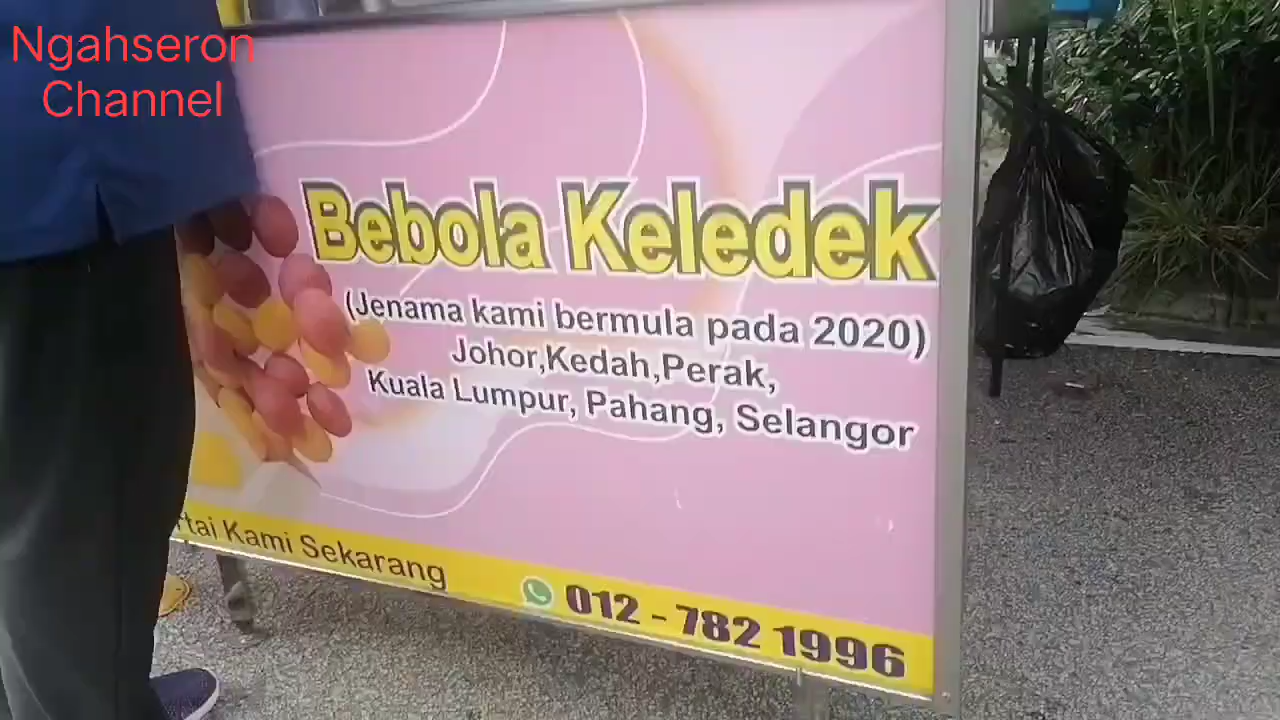 Ngahseron
Channel
Bebola Keledek
(Jenama kami bermula pada 2020)
Johor,Kedah,Perak,
Kuala Lumpur, Pahang, Selangor
Kami Sekarang
012 - 782 1996